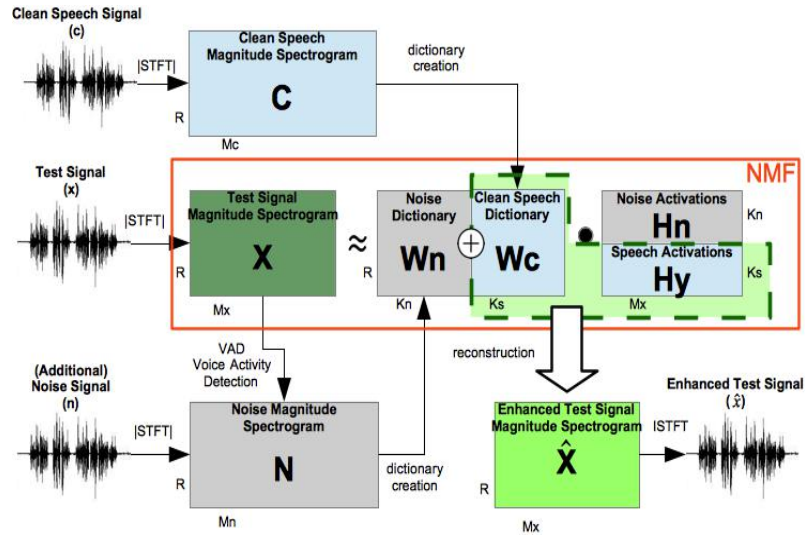 Clean Speech Signal
(c)
|STFT|
R
Clean Speech
Magnitude Spectrogram
C
Mc
dictionary
creation
NMF
Test Signal
(x)
|STFT|
R
Test Signal
Magnitude Spectrogram
X
Mx
≈
R
Noise
Dictionary
Wn
Kn
+
Clean Speech
Dictionary
Wc
Ks
Noise Activations
Hn
Kn
Speech Activations
Hy
Ks
Mx
VAD
Voice Activity
Detection
reconstruction
(Additional)
Noise Signal
(n)
|STFT|
R
Noise Magnitude
Spectrogram
N
Mn
dictionary
creation
R
Enhanced Test Signal
Magnitude Spectrogram
X̂
Mx
ISTFT
Enhanced Test Signal
(x̂)